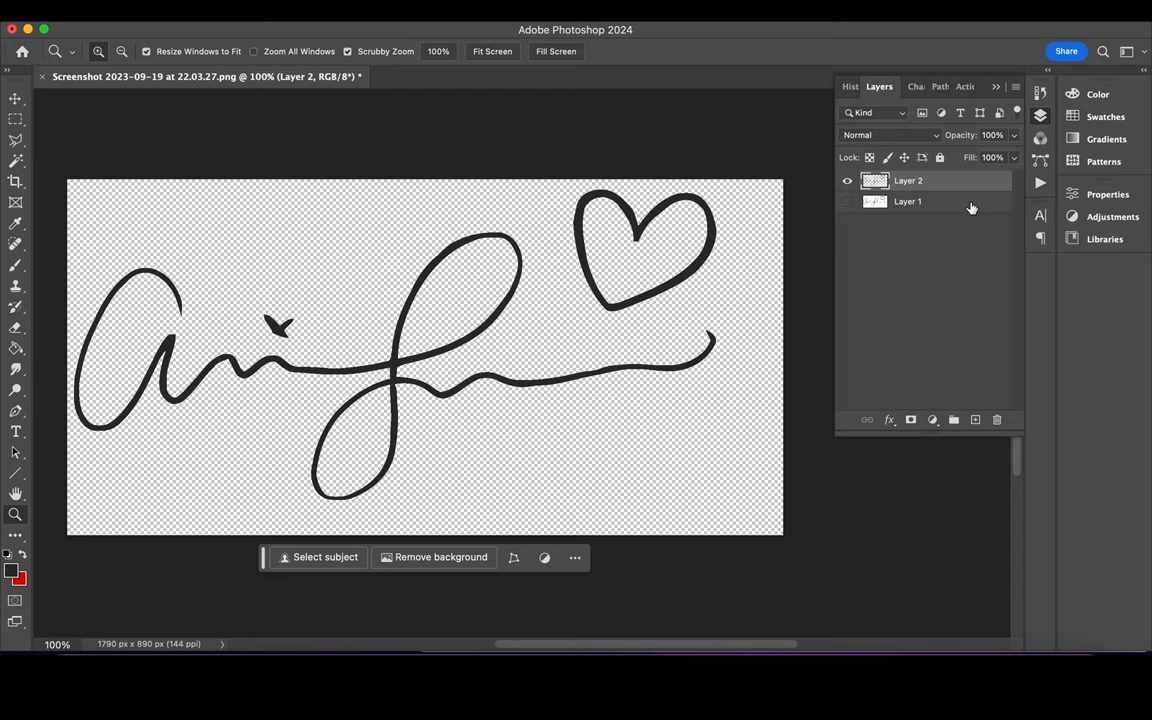 Adobe Photoshop 2024
Resize Windows to Fit Zoom All Windows Scrubby Zoom 100% Fit Screen Fill Screen Share
Screenshot 2023-09-19 at 22.03.27.png @ 100% (Layer 2, RGB/8*) *
Hist Layers Cha Path Actic
Kind
Normal Opacity: 100%
Lock: Fill: 100%
Layer 2
Layer 1
Color
Swatches
Gradients
Patterns
Properties
Adjustments
Libraries
Select subject Remove background
100% 1790 px x 890 px (144 ppi)